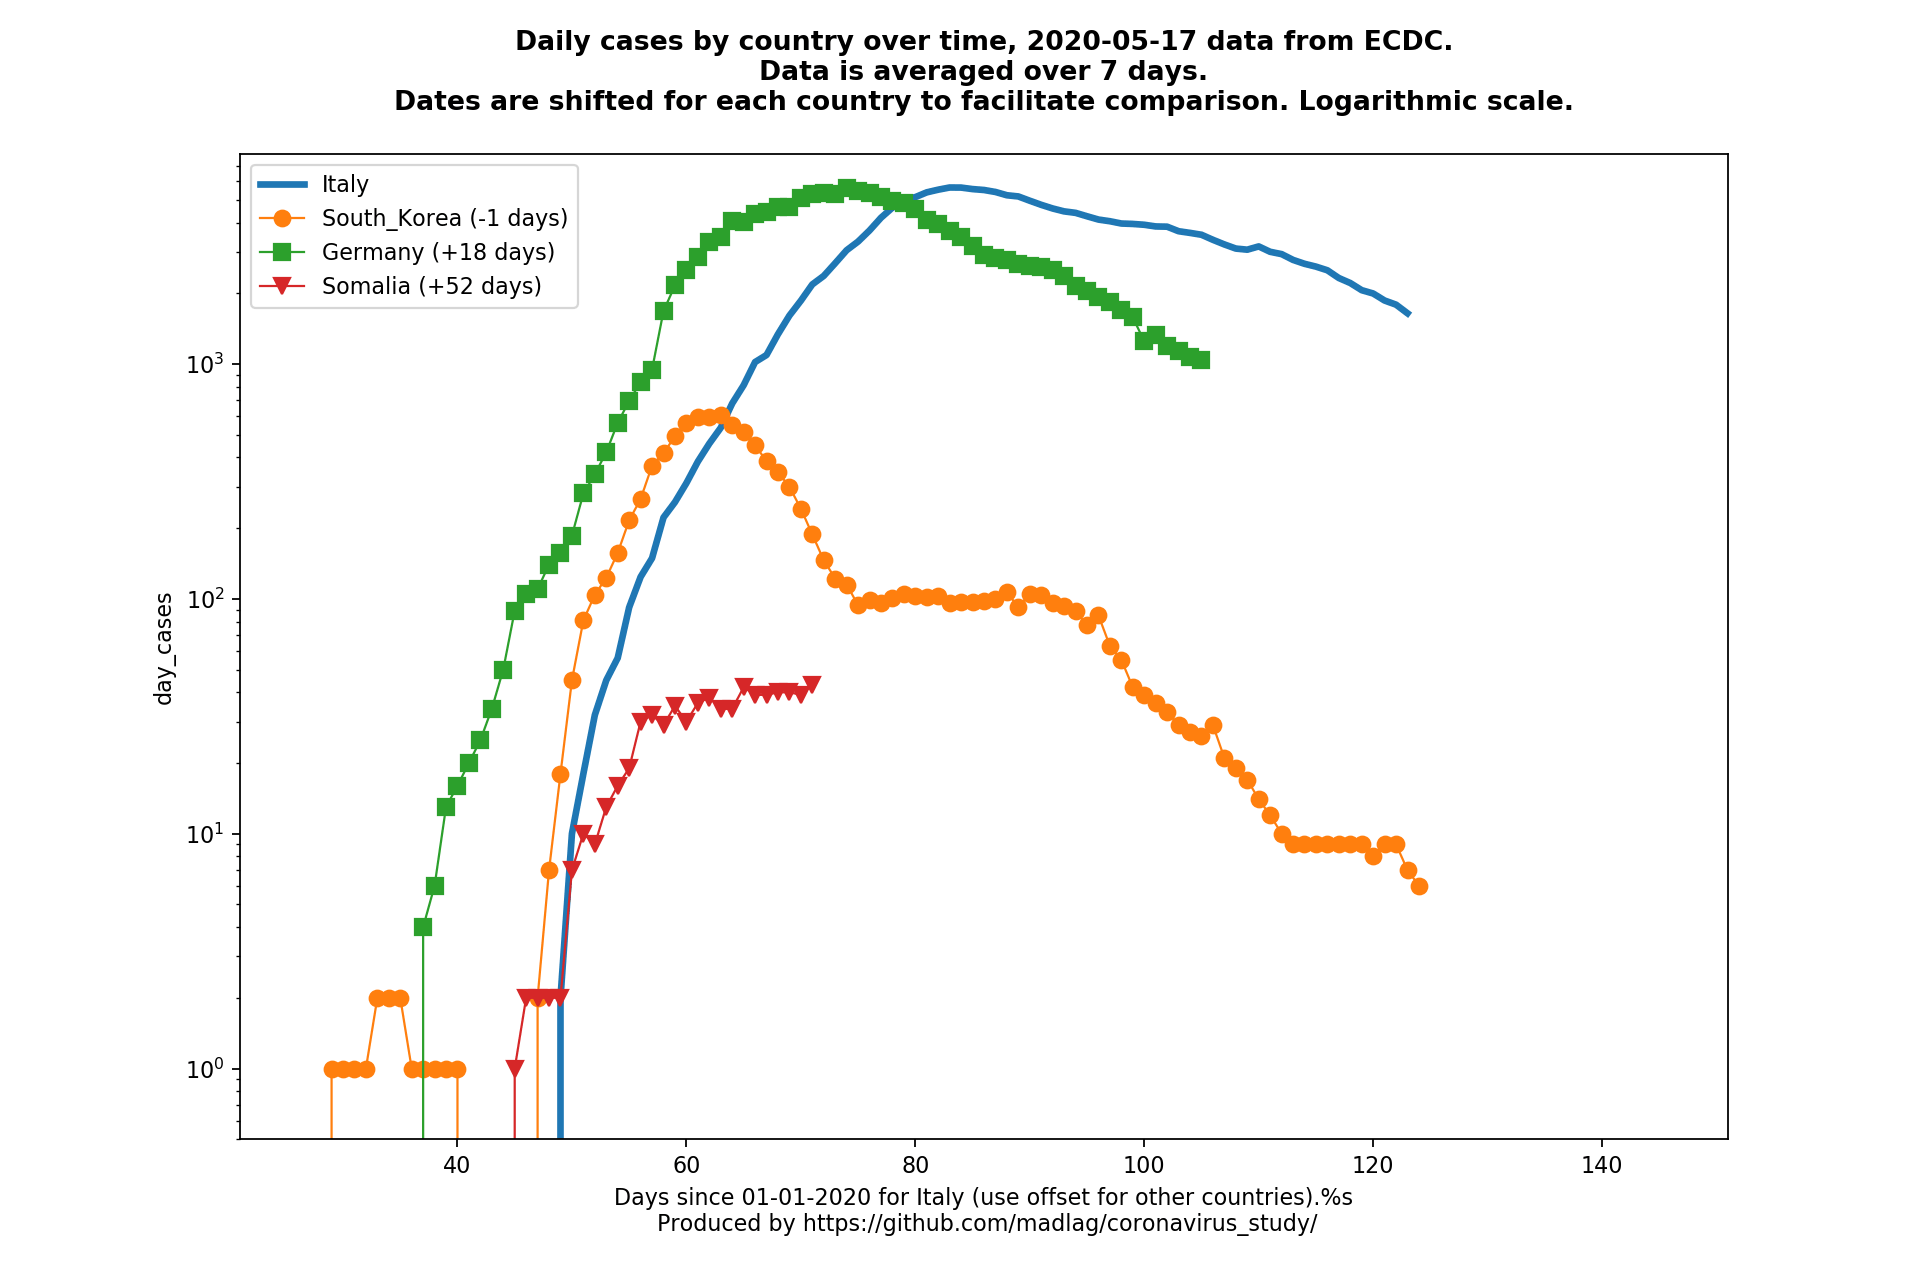 Daily cases by country over time, 2020-05-17 data from ECDC.
Data is averaged over 7 days.
Dates are shifted for each country to facilitate comparison. Logarithmic scale.
Italy
South_Korea (-1 days)
Germany (+18 days)
Somalia (+52 days)
day_cases
10³
10²
10¹
10⁰
40 60 80 100 120 140
Days since 01-01-2020 for Italy (use offset for other countries).%s
Produced by https://github.com/madlag/coronavirus_study/